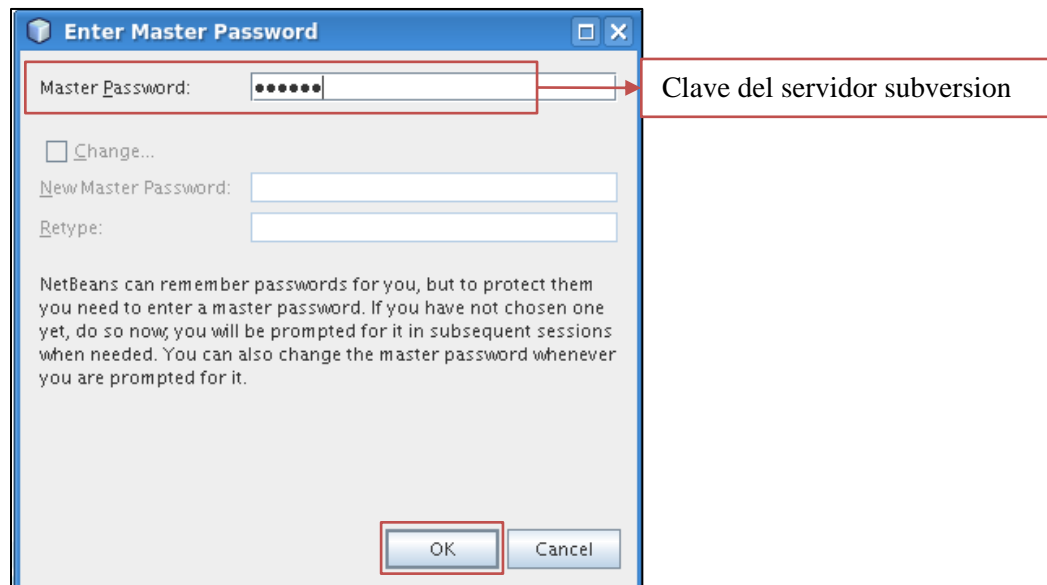 Enter Master Password
Master Password:
••••••
Clave del servidor subversion
Change...
New Master Password:
Retype:
NetBeans can remember passwords for you, but to protect them
you need to enter a master password. If you have not chosen one
yet, do so now; you will be prompted for it in subsequent sessions
when needed. You can also change the master password whenever
you are prompted for it.
OK
Cancel